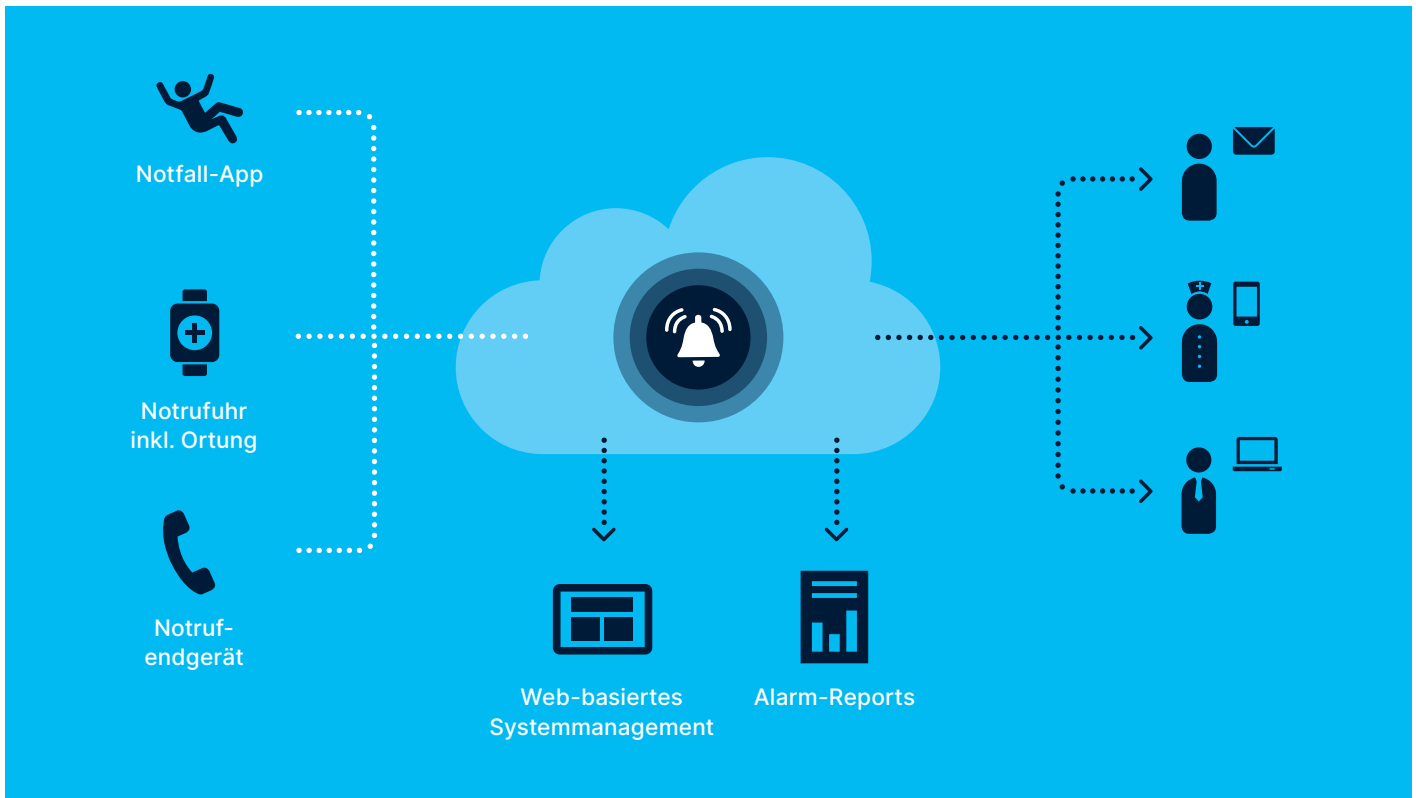 Notfall-App
Notrufuhr
inkl. Ortung
Notruf-
endgerät
Web-basiertes
Systemmanagement
Alarm-Reports